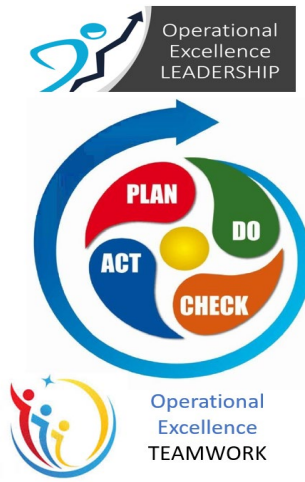 Operational
Excellence
LEADERSHIP
PLAN
DO
ACT
CHECK
Operational
Excellence
TEAMWORK